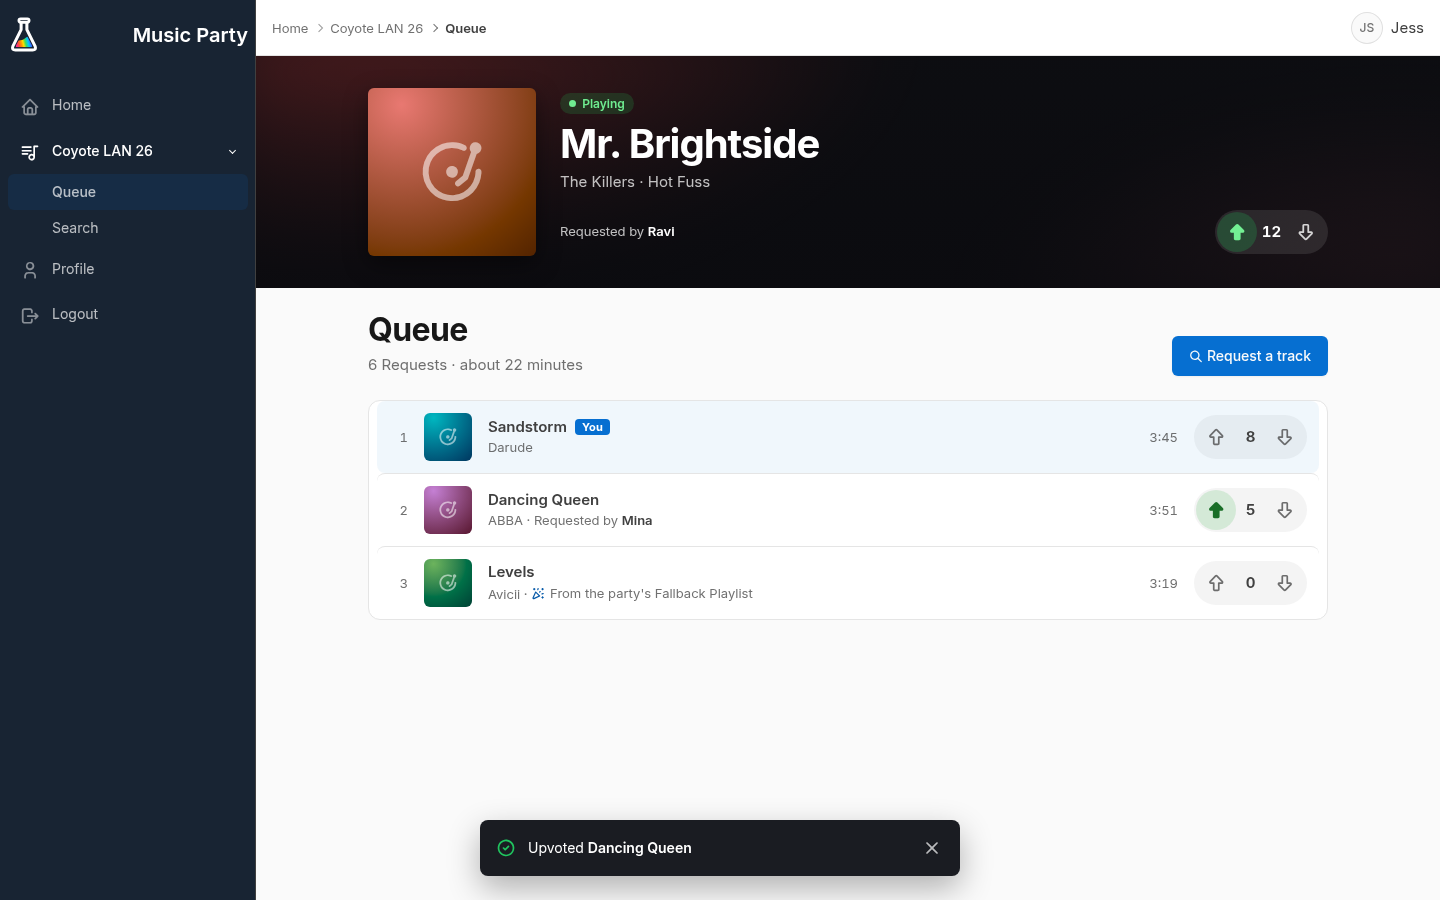 Music Party
Home
Coyote LAN 26
Queue
Search
Profile
Logout
Home > Coyote LAN 26 > Queue
JS Jess
Playing
Mr. Brightside
The Killers · Hot Fuss
Requested by Ravi
12
Queue
6 Requests · about 22 minutes
Request a track
1
Sandstorm You
Darude
3:45
8
2
Dancing Queen
ABBA · Requested by Mina
3:51
5
3
Levels
Avicii · From the party's Fallback Playlist
3:19
0
Upvoted Dancing Queen